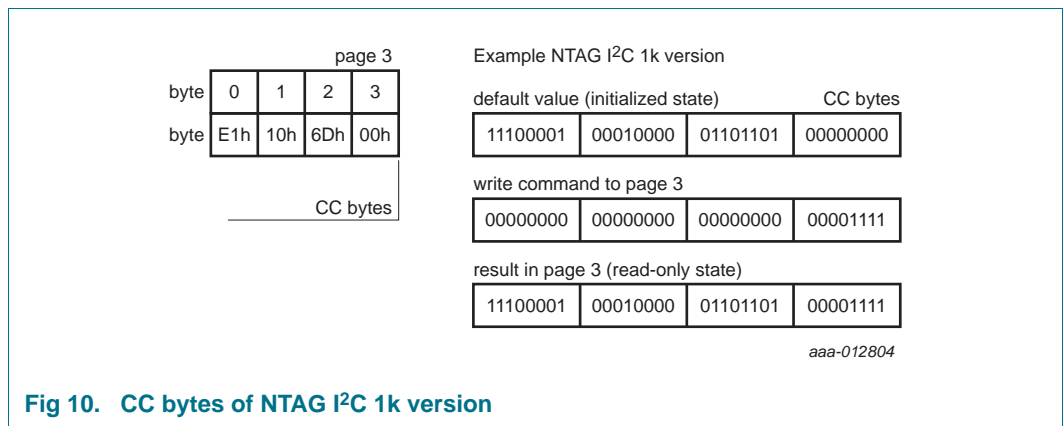 page 3
byte 0 1 2 3
byte E1h 10h 6Dh 00h
CC bytes
Example NTAG I2C 1k version
default value (initialized state) CC bytes
11100001 00010000 01101101 00000000
write command to page 3
00000000 00000000 00000000 00001111
result in page 3 (read-only state)
11100001 00010000 01101101 00001111
aaa-012804
Fig 10. CC bytes of NTAG I2C 1k version